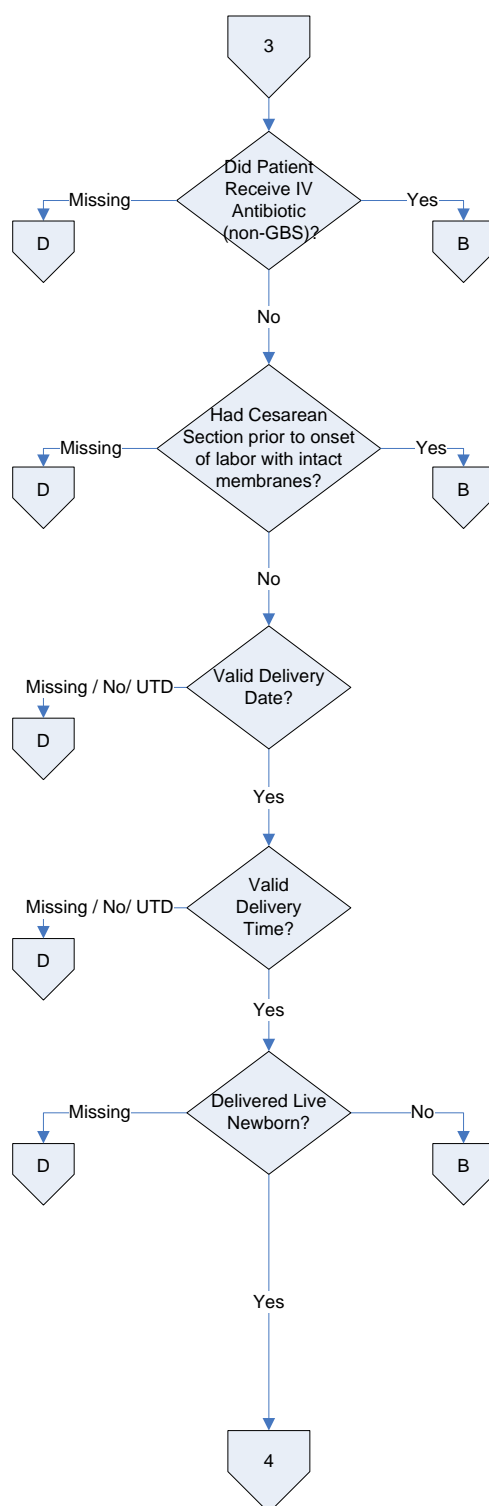 3
Did Patient
Receive IV
Antibiotic
(non-GBS)?
Missing
Yes
D
B
No
Had Cesarean
Section prior to onset
of labor with intact
membranes?
Missing
Yes
D
B
No
Valid Delivery
Date?
Missing / No/ UTD
D
Yes
Valid
Delivery
Time?
Missing / No/ UTD
D
Yes
Delivered Live
Newborn?
Missing
No
D
B
Yes
4